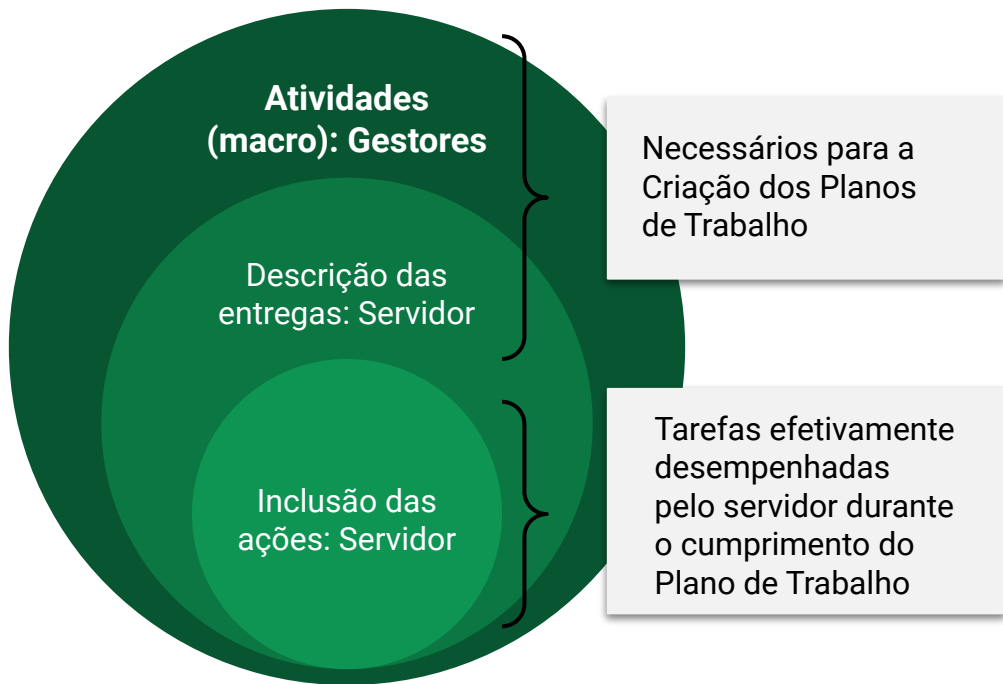 Atividades
(macro): Gestores
Descrição das
entregas: Servidor
Inclusão das
ações: Servidor
Necessários para a
Criação dos Planos
de Trabalho
Tarefas efetivamente
desempenhadas
pelo servidor durante
o cumprimento do
Plano de Trabalho